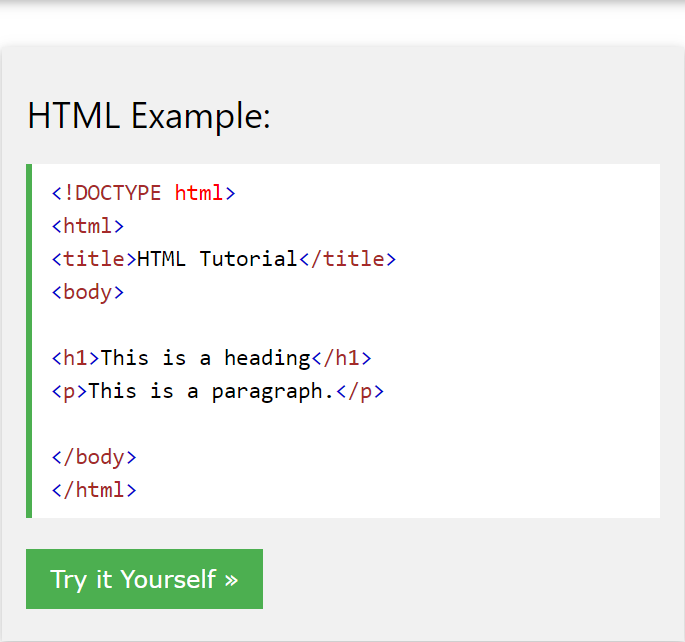 HTML Example:
<!DOCTYPE html>
<html>
<title>HTML Tutorial</title>
<body>
<h1>This is a heading</h1>
<p>This is a paragraph.</p>
</body>
</html>
Try it Yourself »